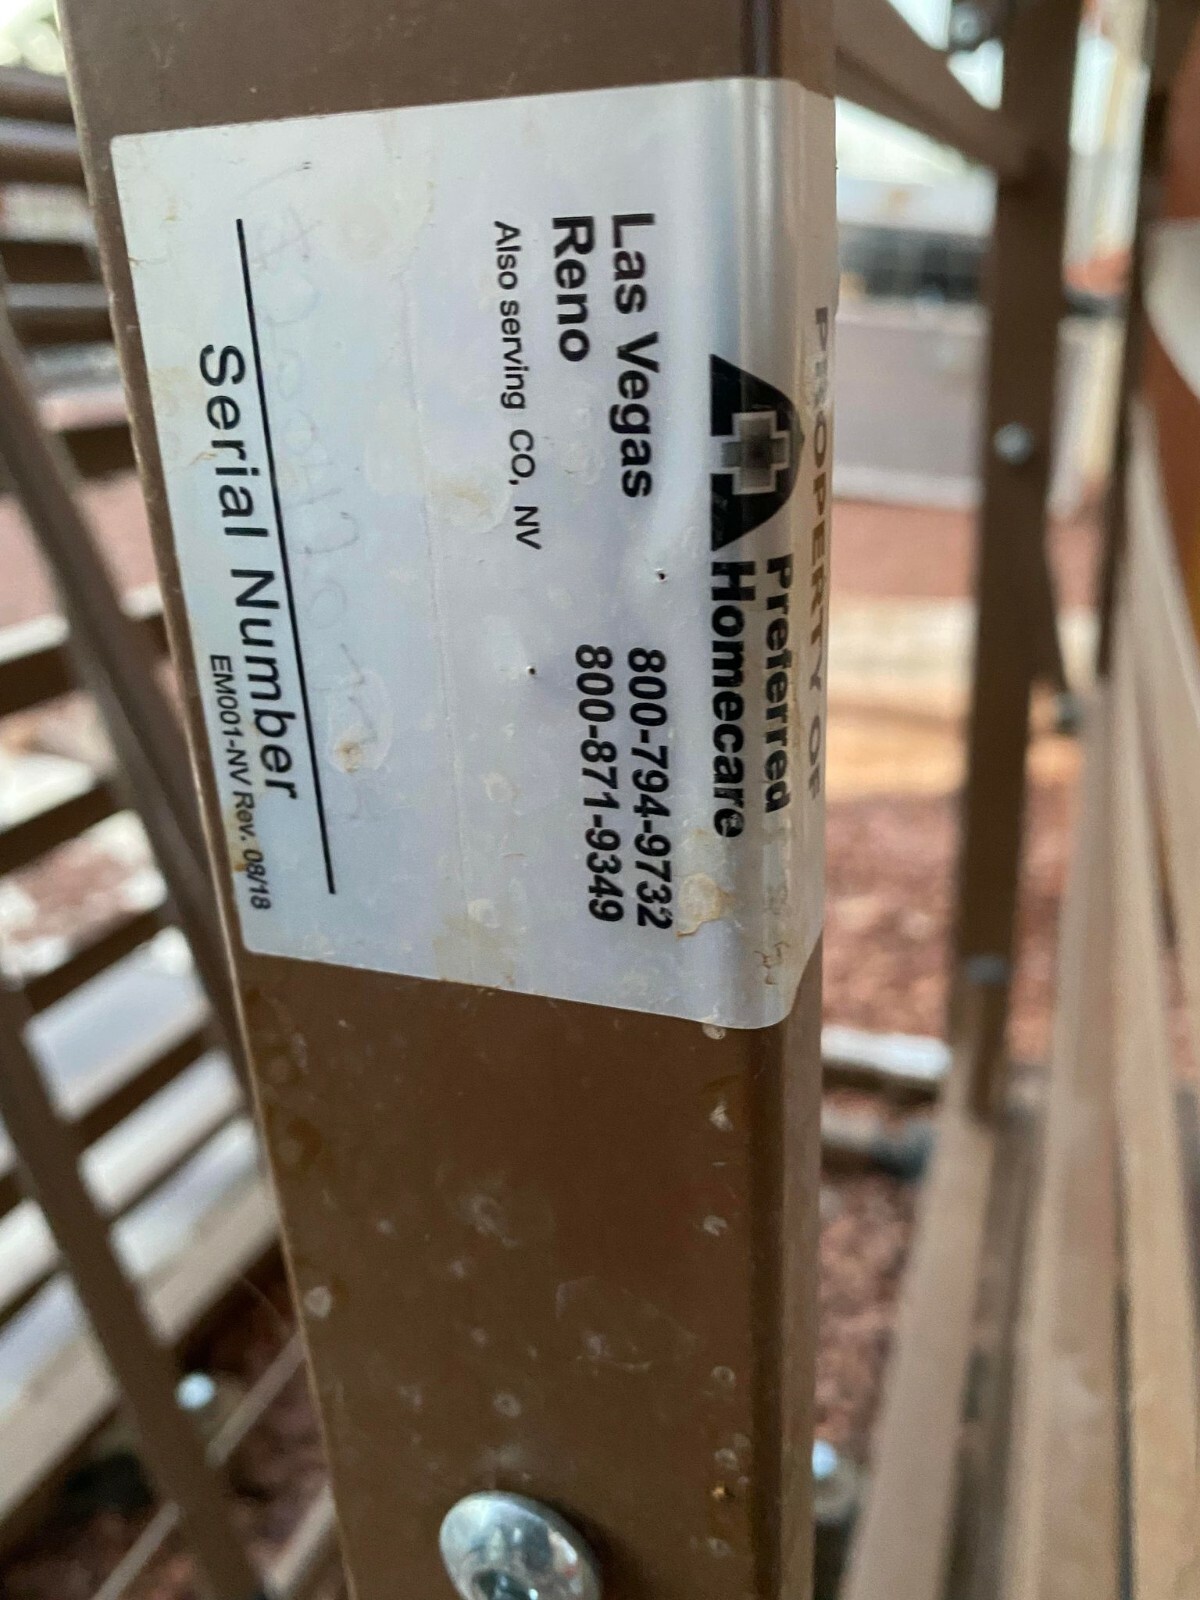 PROPERTY OF
Preferred
Homecare
Las Vegas 800-794-9732
Reno 800-871-9349
Also serving CO, NV
Serial Number
EM001-NV Rev. 08/18